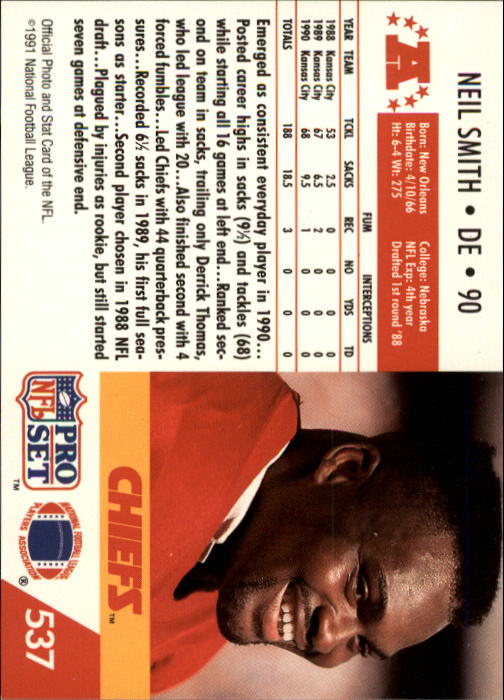 NEIL SMITH • DE • 90
A
Born: New Orleans College: Nebraska
Birthdate: 4/10/66 NFL Exp: 4th year
Ht: 6-4 Wt: 275 Drafted 1st round '88
FUM INTERCEPTIONS
YEAR TEAM TCKL SACKS REC NO YDS TD
1988 Kansas City 53 2.5 0 0 0 0
1989 Kansas City 67 6.5 2 0 0 0
1990 Kansas City 68 9.5 1 0 0 0
TOTALS 188 18.5 3 0 0 0
Emerged as consistent everyday player in 1990...
Posted career highs in sacks (9½) and tackles (68)
while starting all 16 games at left end...Ranked sec-
ond on team in sacks, trailing only Derrick Thomas,
who led league with 20...Also finished second with 4
forced fumbles...Led Chiefs with 44 quarterback pres-
sures...Recorded 6½ sacks in 1989, his first full sea-
sons as starter...Second player chosen in 1988 NFL
draft...Plagued by injuries as rookie, but still started
seven games at defensive end.
Official Photo and Stat Card of the NFL.
©1991 National Football League.
CHIEFS™
PRO
NFL SET™
NATIONAL FOOTBALL LEAGUE
PLAYERS ASSOCIATION®
537